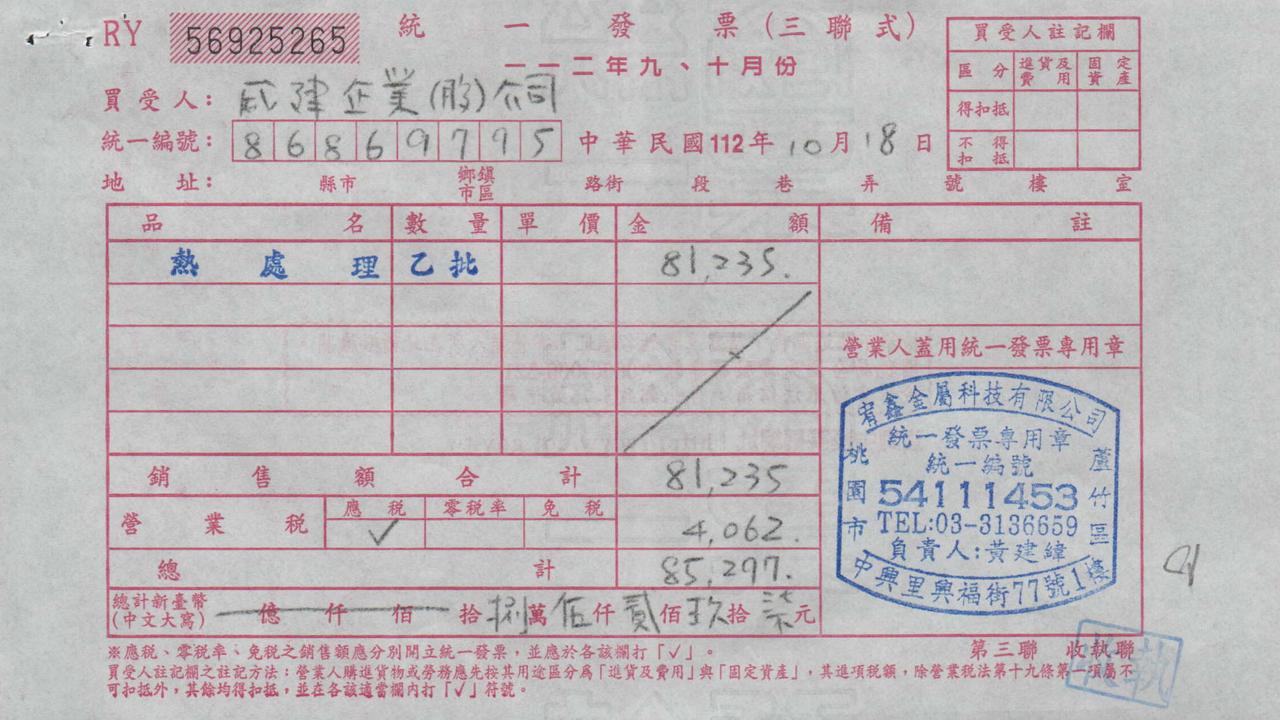 RY 56925265 統一發票(三聯式)
一一二年九、十月份
買受人註記欄
區分 進貨及費用 固定資產
得扣抵
不得扣抵
買受人: 建企業(股)公司
統一編號: 86869795 中華民國112年10月18日
地址: 縣市 鄉鎮市區 路街 段 巷 弄 號 樓 室
品名 數量 單價 金額 備註
熱處理 乙批 81,235.
營業人蓋用統一發票專用章
銷售額合計 81,235
營業稅 應稅 ✓ 零稅率 免稅 4,062.
總計 85,297.
總計新臺幣(中文大寫) 億仟佰拾捌萬伍仟貳佰玖拾柒元
宥鑫金屬科技有限公司
統一發票專用章
統一編號
54111453
TEL:03-3136659
負責人:黃建緯
桃園市
蘆竹區
中興里興福街77號1樓
第三聯 收執聯
※應稅、零稅率、免稅之銷售額應分別開立統一發票,並應於各該欄打「✓」。
買受人註記欄之註記方法:營業人購進貨物或勞務應先按其用途區分為「進貨及費用」與「固定資產」,其進項稅額,除營業稅法第十九條第一項屬不
可扣抵外,其餘均得扣抵,並在各該適當欄內打「✓」符號。